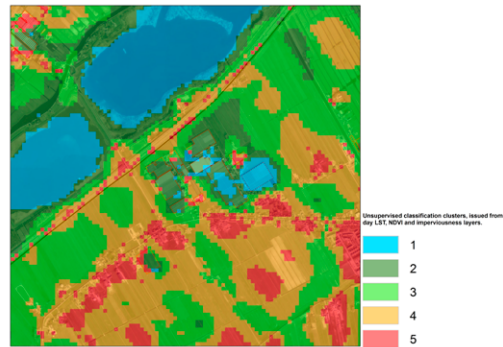 Unsupervised classification clusters, issued from
day LST, NDVI and imperviousness layers.
1
2
3
4
5